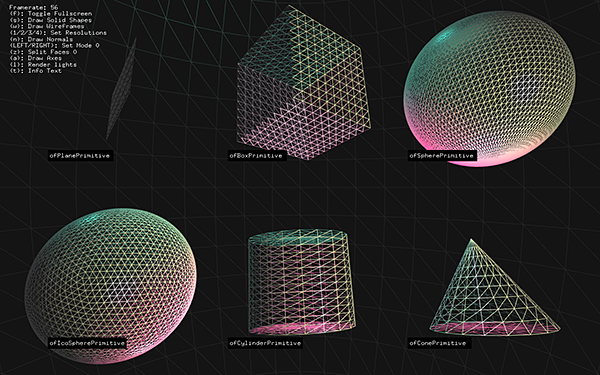 Framerate: 56
(f): Toggle Fullscreen
(s): Draw Solid Shapes
(w): Draw Wireframes
(1/2/3/4): Set Resolutions
(n): Draw Normals
(LEFT/RIGHT): Set Mode 0
(z): Split Faces 0
(a): Draw Axes
(l): Render lights
(t): Info Text
ofPlanePrimitive
ofBoxPrimitive
ofSpherePrimitive
ofIcoSpherePrimitive
ofCylinderPrimitive
ofConePrimitive